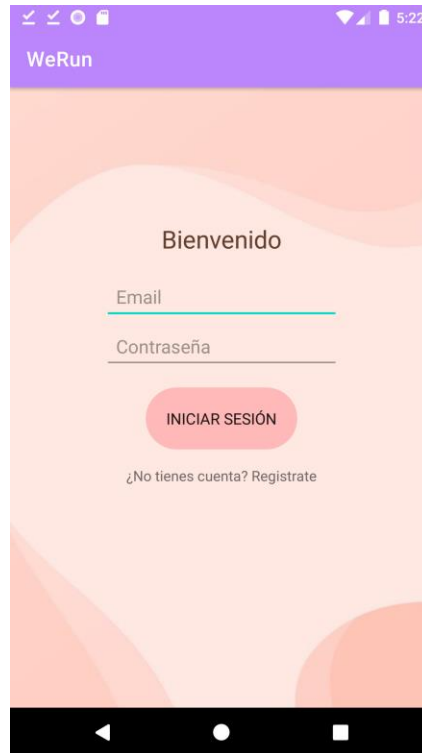 5:22
WeRun
Bienvenido
Email
Contraseña
INICIAR SESIÓN
¿No tienes cuenta? Registrate